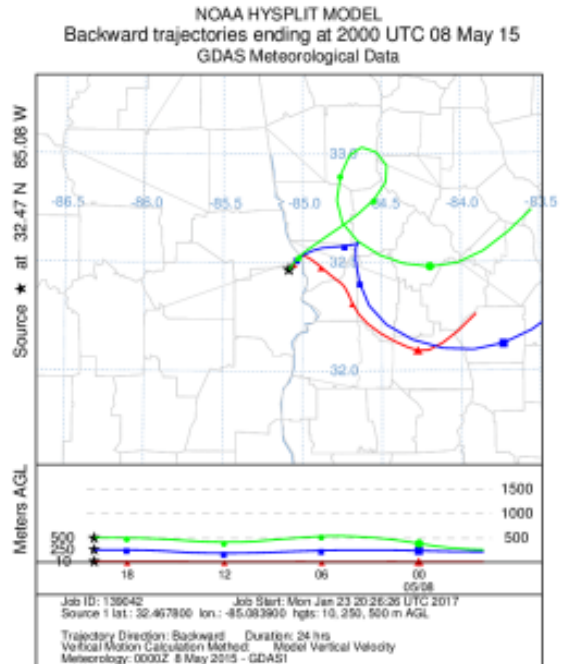 NOAA HYSPLIT MODEL
Backward trajectories ending at 2000 UTC 08 May 15
GDAS Meteorological Data
Source ★ at 32.47 N 85.08 W
33.0
-86.5 -86.0 -85.5 -85.0 -84.5 -84.0 -83.5
32.5
32.0
Meters AGL
1500
1000
500 500
250
10
18 12 06 00
05/08
Job ID: 139042 Job Start: Mon Jan 23 20:26:26 UTC 2017
Source 1 lat.: 32.467800 lon.: -85.083900 hgts: 10, 250, 500 m AGL
Trajectory Direction: Backward Duration: 24 hrs
Vertical Motion Calculation Method: Model Vertical Velocity
Meteorology: 0000Z 8 May 2015 - GDAS1